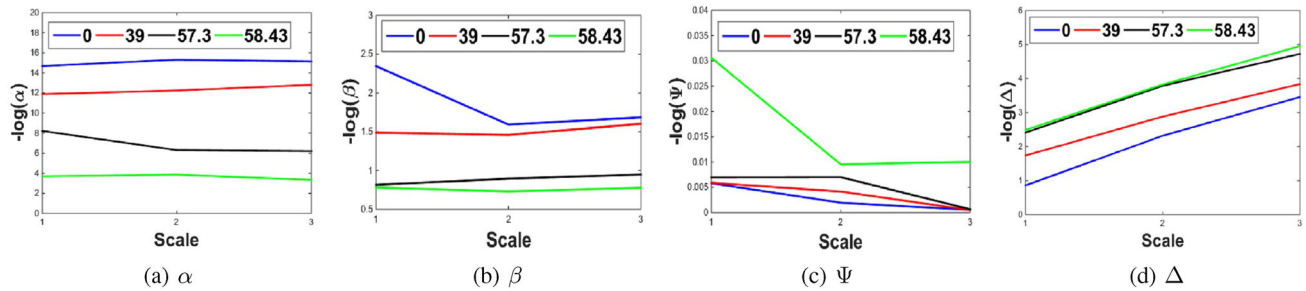 20
18
16
14
12
10
8
6
4
2
0
-log(α)
0 39 57.3 58.43
1 2 3
Scale
(a) α
3
2.5
2
1.5
1
0.5
-log(β)
0 39 57.3 58.43
1 2 3
Scale
(b) β
0.04
0.035
0.03
0.025
0.02
0.015
0.01
0.005
0
-log(Ψ)
0 39 57.3 58.43
1 2 3
Scale
(c) Ψ
6
5
4
3
2
1
0
-log(Δ)
0 39 57.3 58.43
1 2 3
Scale
(d) Δ